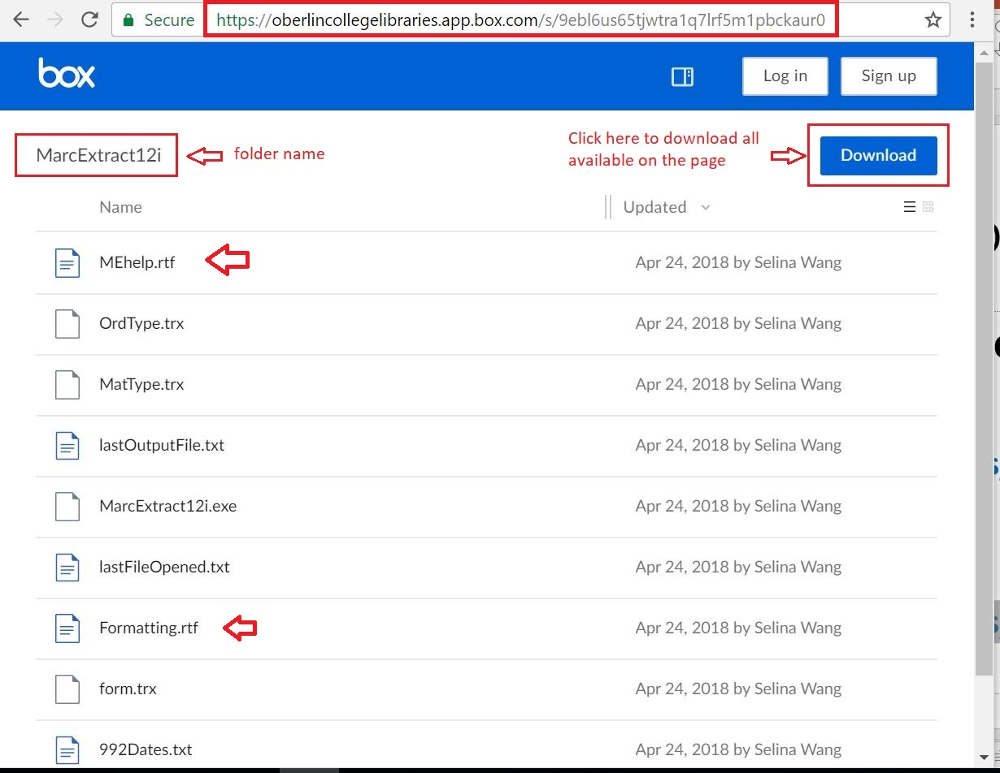 Secure https://oberlincollegelibraries.app.box.com/s/9ebl6us65tjwtra1q7lrf5m1pbckaur0
box Log in Sign up
MarcExtract12i folder name
Click here to download all
available on the page
Download
Name Updated
MEhelp.rtf Apr 24, 2018 by Selina Wang
OrdType.trx Apr 24, 2018 by Selina Wang
MatType.trx Apr 24, 2018 by Selina Wang
lastOutputFile.txt Apr 24, 2018 by Selina Wang
MarcExtract12i.exe Apr 24, 2018 by Selina Wang
lastFileOpened.txt Apr 24, 2018 by Selina Wang
Formatting.rtf Apr 24, 2018 by Selina Wang
form.trx Apr 24, 2018 by Selina Wang
992Dates.txt Apr 24, 2018 by Selina Wang